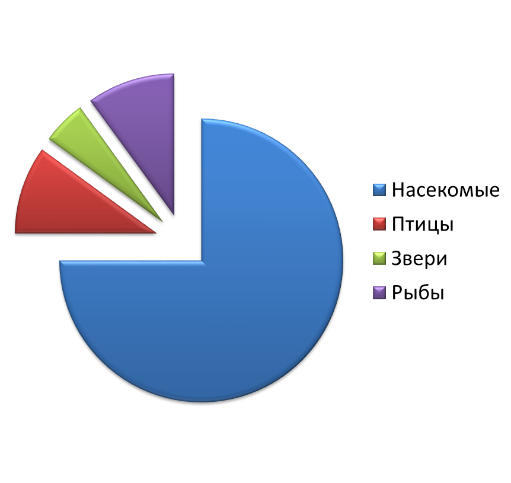 Насекомые
Птицы
Звери
Рыбы